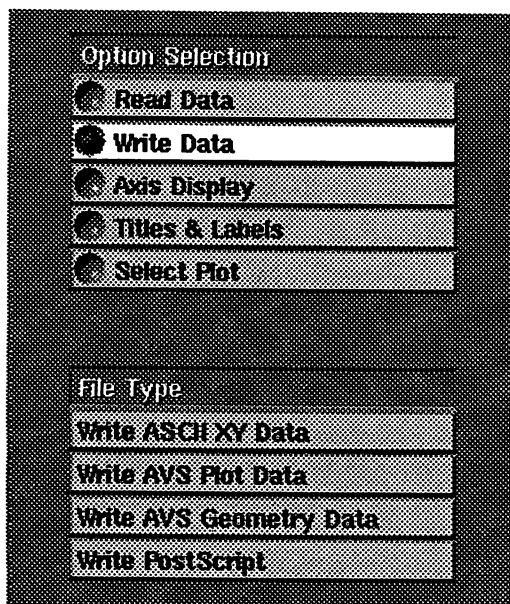 Option Selection
Read Data
Write Data
Axis Display
Titles & Labels
Select Plot
File Type
Write ASCII XY Data
Write AVS Plot Data
Write AVS Geometry Data
Write PostScript